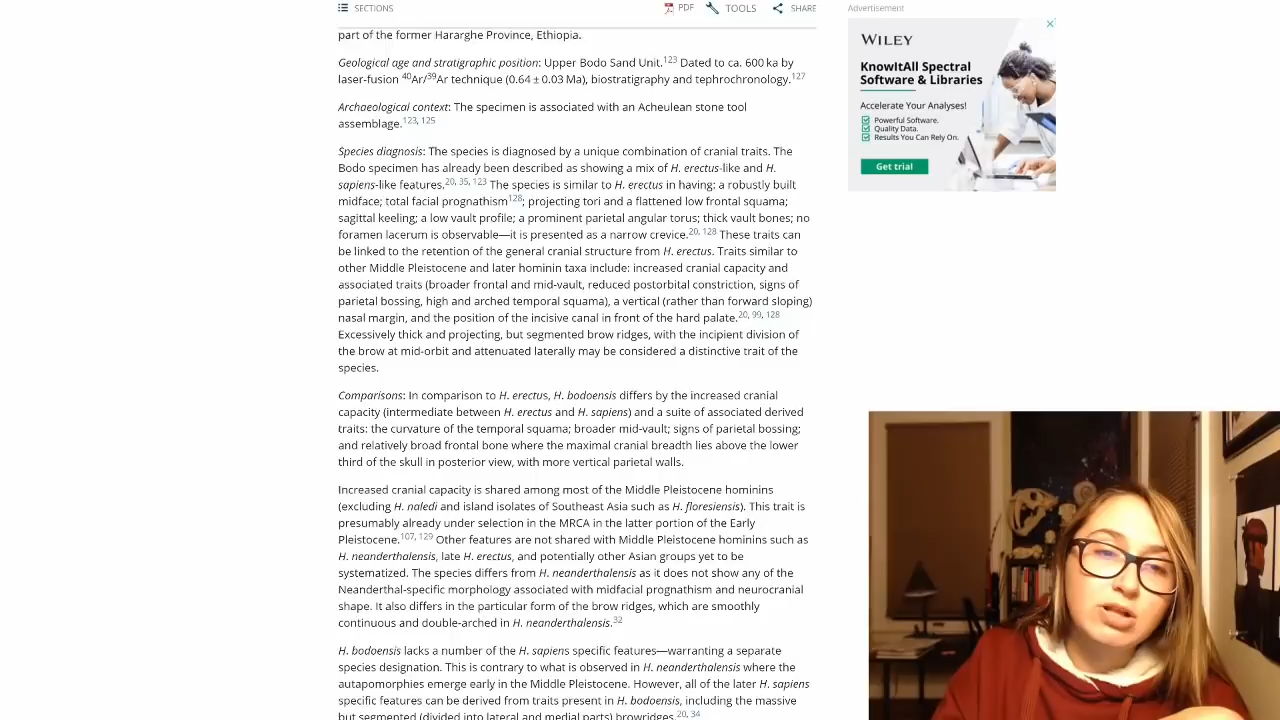 SECTIONS PDF TOOLS SHARE
Advertisement
part of the former Hararghe Province, Ethiopia.
Geological age and stratigraphic position: Upper Bodo Sand Unit.123 Dated to ca. 600 ka by
laser-fusion 40Ar/39Ar technique (0.64 ± 0.03 Ma), biostratigraphy and tephrochronology.127
Archaeological context: The specimen is associated with an Acheulean stone tool
assemblage.123, 125
Species diagnosis: The species is diagnosed by a unique combination of cranial traits. The
Bodo specimen has already been described as showing a mix of H. erectus-like and H.
sapiens-like features.20, 35, 123 The species is similar to H. erectus in having: a robustly built
midface; total facial prognathism128; projecting tori and a flattened low frontal squama;
sagittal keeling; a low vault profile; a prominent parietal angular torus; thick vault bones; no
foramen lacerum is observable—it is presented as a narrow crevice.20, 128 These traits can
be linked to the retention of the general cranial structure from H. erectus. Traits similar to
other Middle Pleistocene and later hominin taxa include: increased cranial capacity and
associated traits (broader frontal and mid-vault, reduced postorbital constriction, signs of
parietal bossing, high and arched temporal squama), a vertical (rather than forward sloping)
nasal margin, and the position of the incisive canal in front of the hard palate.20, 99, 128
Excessively thick and projecting, but segmented brow ridges, with the incipient division of
the brow at mid-orbit and attenuated laterally may be considered a distinctive trait of the
species.
Comparisons: In comparison to H. erectus, H. bodoensis differs by the increased cranial
capacity (intermediate between H. erectus and H. sapiens) and a suite of associated derived
traits: the curvature of the temporal squama; broader mid-vault; signs of parietal bossing;
and relatively broad frontal bone where the maximal cranial breadth lies above the lower
third of the skull in posterior view, with more vertical parietal walls.
Increased cranial capacity is shared among most of the Middle Pleistocene hominins
(excluding H. naledi and island isolates of Southeast Asia such as H. floresiensis). This trait is
presumably already under selection in the MRCA in the latter portion of the Early
Pleistocene.107, 129 Other features are not shared with Middle Pleistocene hominins such as
H. neanderthalensis, late H. erectus, and potentially other Asian groups yet to be
systematized. The species differs from H. neanderthalensis as it does not show any of the
Neanderthal-specific morphology associated with midfacial prognathism and neurocranial
shape. It also differs in the particular form of the brow ridges, which are smoothly
continuous and double-arched in H. neanderthalensis.32
H. bodoensis lacks a number of the H. sapiens specific features—warranting a separate
species designation. This is contrary to what is observed in H. neanderthalensis where the
autapomorphies emerge early in the Middle Pleistocene. However, all of the later H. sapiens
specific features can be derived from traits present in H. bodoensis, including the massive
but segmented (divided into lateral and medial parts) browridges.20, 34
WILEY
KnowItAll Spectral
Software & Libraries
Accelerate Your Analyses!
Powerful Software.
Quality Data.
Results You Can Rely On.
Get trial